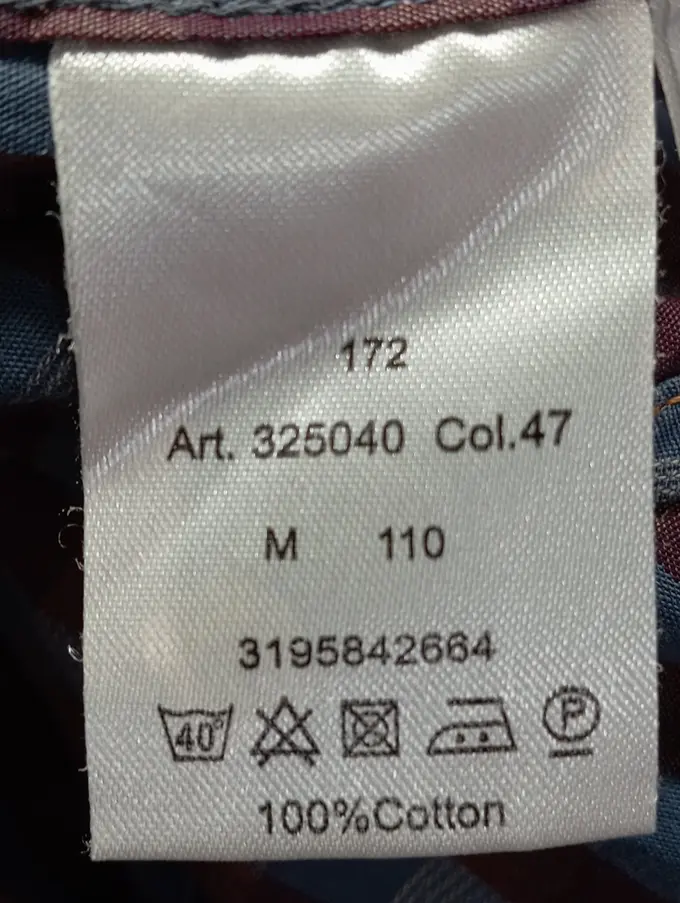 172
Art. 325040 Col.47
M 110
3195842664
40° P
100%Cotton